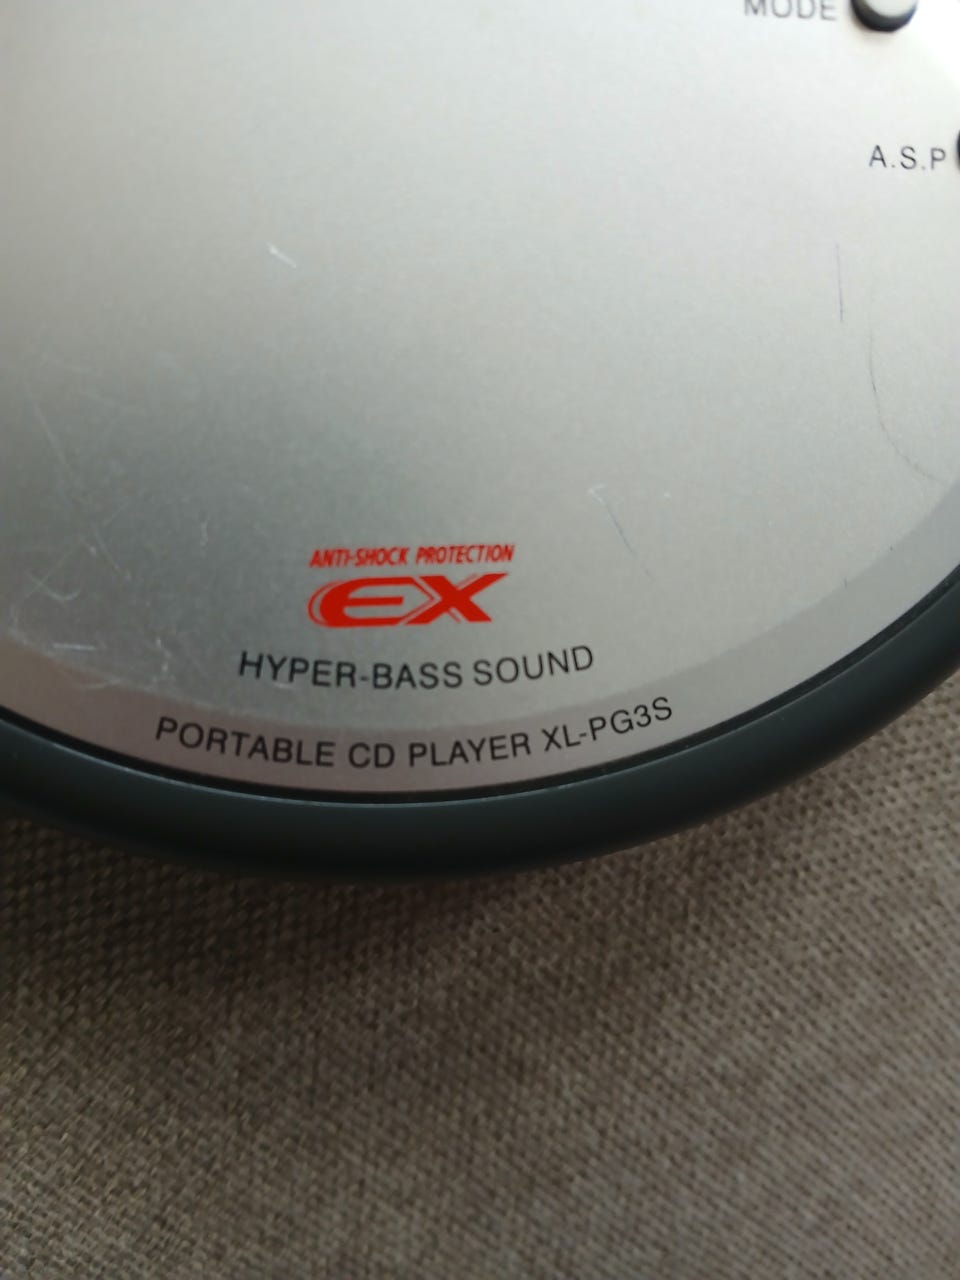 MODE
A.S.P
ANTI-SHOCK PROTECTION
EX
HYPER-BASS SOUND
PORTABLE CD PLAYER XL-PG3S